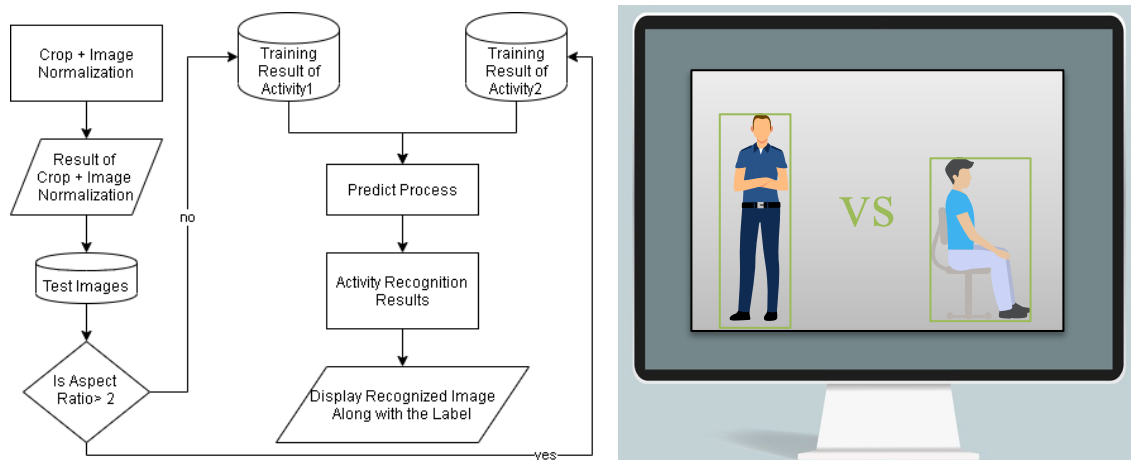 Crop + Image
Normalization
Result of
Crop + Image
Normalization
Test Images
Is Aspect
Ratio> 2
no
yes
Training
Result of
Activity1
Training
Result of
Activity2
Predict Process
Activity Recognition
Results
Display Recognized Image
Along with the Label
vs